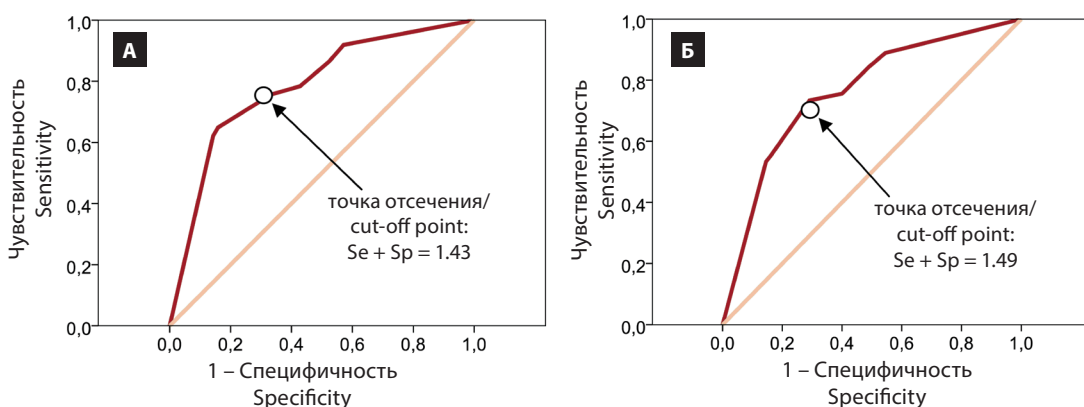 А
Чувствительность
Sensitivity
1,0
0,8
0,6
0,4
0,2
0,0
точка отсечения/
cut-off point:
Se + Sp = 1.43
0,0 0,2 0,4 0,6 0,8 1,0
1 – Специфичность
Specificity
Б
Чувствительность
Sensitivity
1,0
0,8
0,6
0,4
0,2
0,0
точка отсечения/
cut-off point:
Se + Sp = 1.49
0,0 0,2 0,4 0,6 0,8 1,0
1 – Специфичность
Specificity